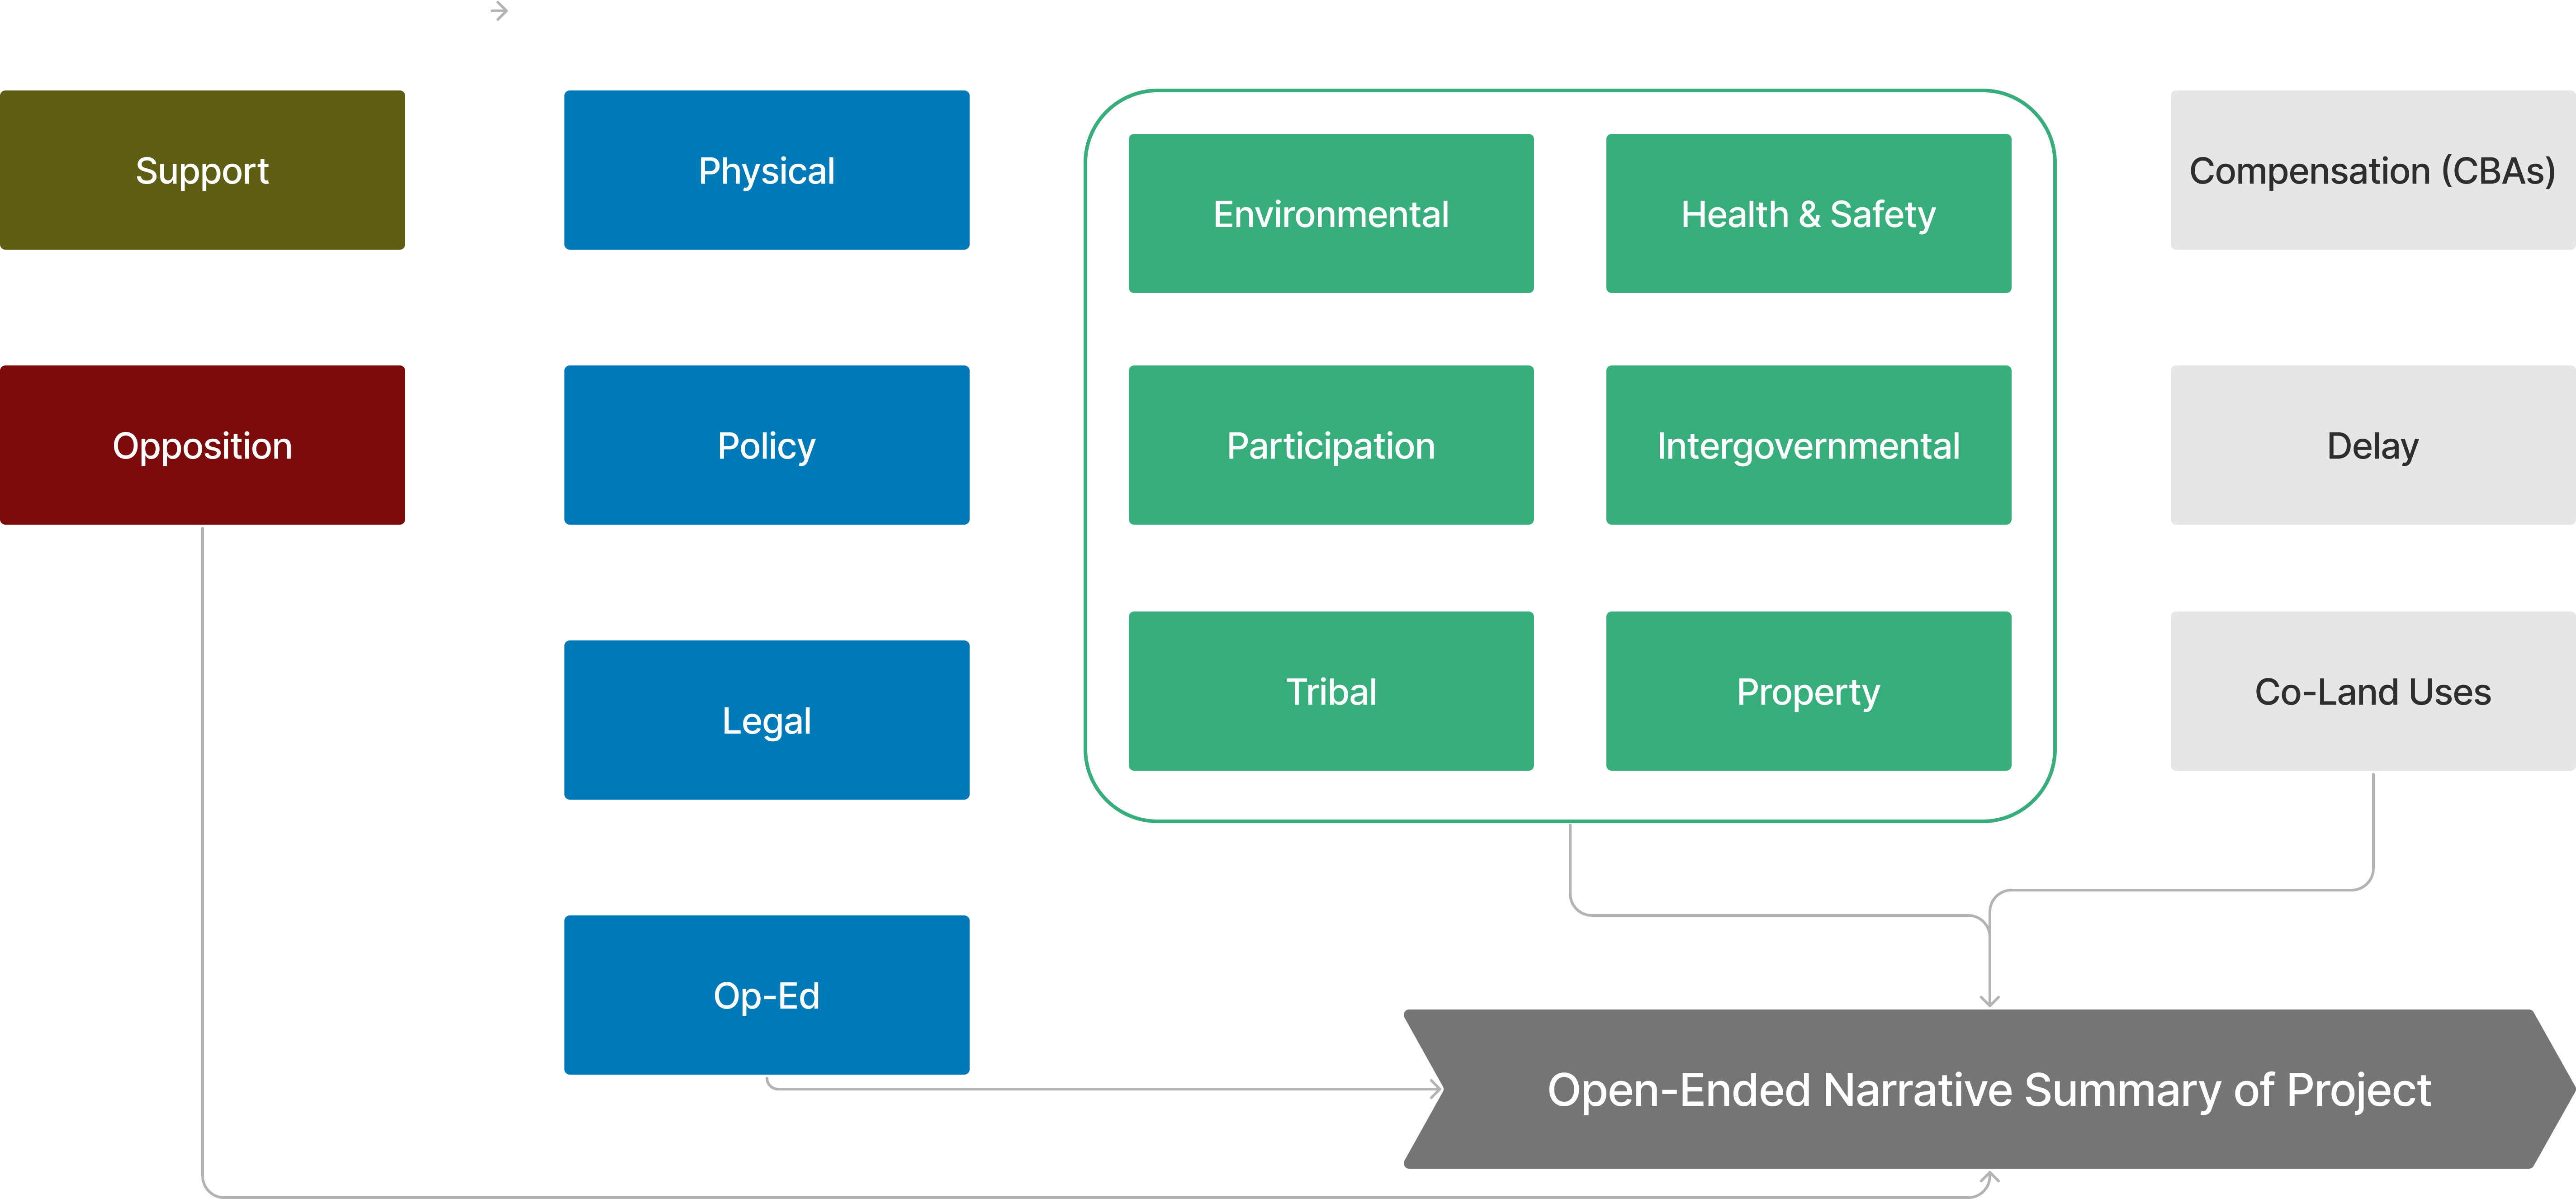 Support
Opposition
Physical
Policy
Legal
Op-Ed
Environmental
Health & Safety
Participation
Intergovernmental
Tribal
Property
Compensation (CBAs)
Delay
Co-Land Uses
Open-Ended Narrative Summary of Project